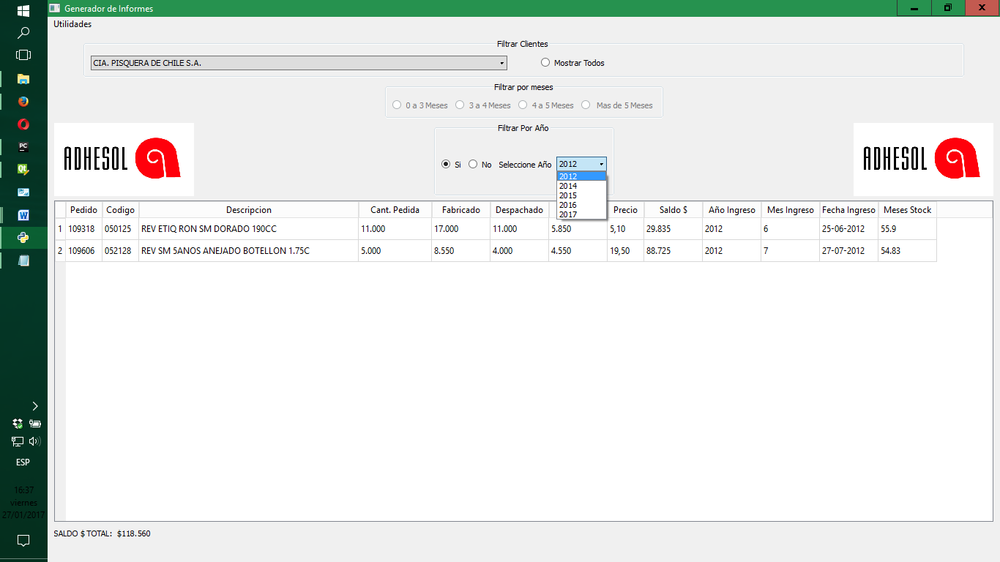 Generador de Informes
Utilidades
Filtrar Clientes
CIA. PISQUERA DE CHILE S.A.
Mostrar Todos
Filtrar por meses
0 a 3 Meses
3 a 4 Meses
4 a 5 Meses
Mas de 5 Meses
Filtrar Por Año
ADHESOL
Si
No
Seleccione Año
2012
2012
2014
2015
2016
2017
ADHESOL
Pedido Codigo Descripcion Cant. Pedida Fabricado Despachado Precio Saldo $ Año Ingreso Mes Ingreso Fecha Ingreso Meses Stock
1 109318 050125 REV ETIQ RON SM DORADO 190CC 11.000 17.000 11.000 5.850 5,10 29.835 2012 6 25-06-2012 55.9
2 109606 052128 REV SM 5ANOS ANEJADO BOTELLON 1.75C 5.000 8.550 4.000 4.550 19,50 88.725 2012 7 27-07-2012 54.83
SALDO $ TOTAL: $118.560
PC
Qt
W
ESP
16:37
viernes
27/01/2017